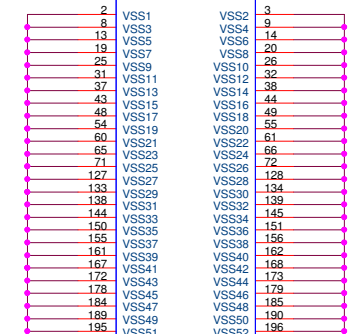 2 VSS1 VSS2 3
8 VSS3 VSS4 9
13 VSS5 VSS6 14
19 VSS7 VSS8 20
25 VSS9 VSS10 26
31 VSS11 VSS12 32
37 VSS13 VSS14 38
43 VSS15 VSS16 44
48 VSS17 VSS18 49
54 VSS19 VSS20 55
60 VSS21 VSS22 61
65 VSS23 VSS24 66
71 VSS25 VSS26 72
127 VSS27 VSS28 128
133 VSS29 VSS30 134
138 VSS31 VSS32 139
144 VSS33 VSS34 145
150 VSS35 VSS36 151
155 VSS37 VSS38 156
161 VSS39 VSS40 162
167 VSS41 VSS42 168
172 VSS43 VSS44 173
178 VSS45 VSS46 179
184 VSS47 VSS48 185
189 VSS49 VSS50 190
195 VSS51 VSS52 196